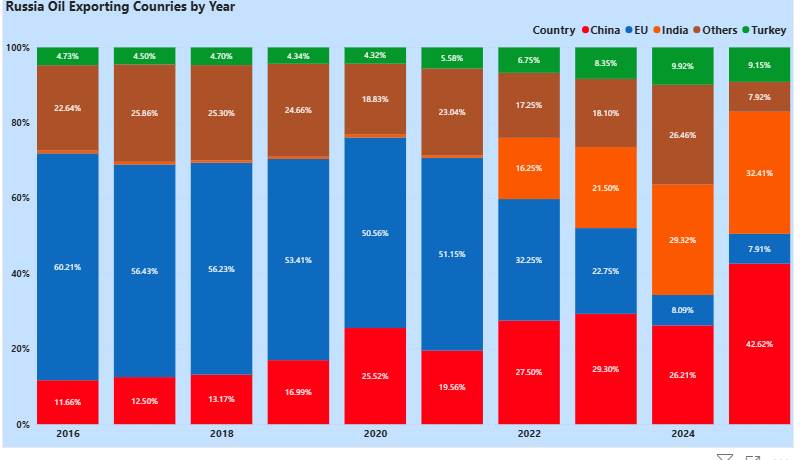 Russia Oil Exporting Counries by Year
Country China EU India Others Turkey
100%
80%
60%
40%
20%
0%
4.73% 4.50% 4.70% 4.34% 4.32% 5.58% 6.75% 8.35% 9.92% 9.15%
22.64% 25.86% 25.30% 24.66% 18.83% 23.04% 17.25% 18.10% 26.46% 7.92%
16.25% 21.50% 29.32% 32.41%
60.21% 56.43% 56.23% 53.41% 50.56% 51.15% 32.25% 22.75% 8.09% 7.91%
11.66% 12.50% 13.17% 16.99% 25.52% 19.56% 27.50% 29.30% 26.21% 42.62%
2016 2018 2020 2022 2024